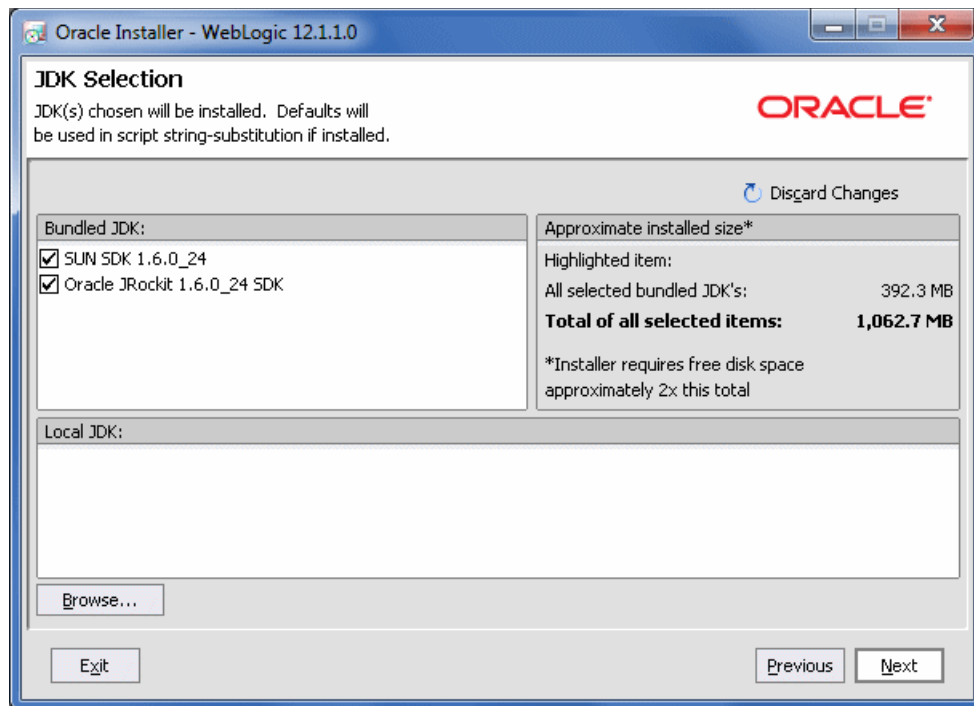 Oracle Installer - WebLogic 12.1.1.0
JDK Selection
JDK(s) chosen will be installed. Defaults will
be used in script string-substitution if installed.
ORACLE
Discard Changes
Bundled JDK:
SUN SDK 1.6.0_24
Oracle JRockit 1.6.0_24 SDK
Approximate installed size*
Highlighted item:
All selected bundled JDK's: 392.3 MB
Total of all selected items: 1,062.7 MB
*Installer requires free disk space
approximately 2x this total
Local JDK:
Browse...
Exit
Previous
Next